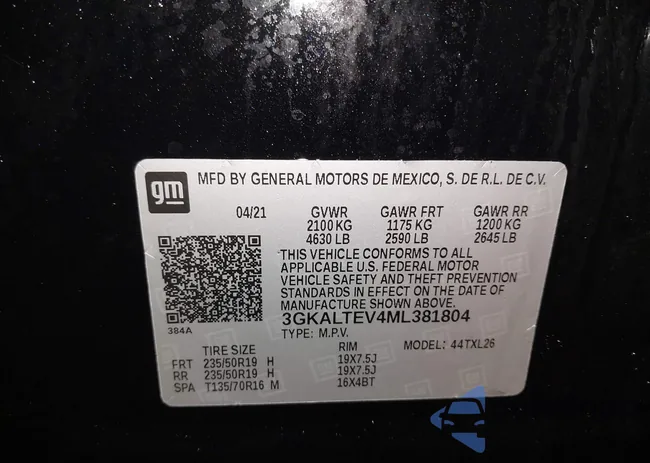 gm
MFD BY GENERAL MOTORS DE MEXICO, S. DE R.L. DE C.V.
04/21 GVWR GAWR FRT GAWR RR
2100 KG 1175 KG 1200 KG
4630 LB 2590 LB 2645 LB
THIS VEHICLE CONFORMS TO ALL
APPLICABLE U.S. FEDERAL MOTOR
VEHICLE SAFETY AND THEFT PREVENTION
STANDARDS IN EFFECT ON THE DATE OF
MANUFACTURE SHOWN ABOVE.
3GKALTEV4ML381804
384A
TYPE: M.P.V.
MODEL: 44TXL26
TIRE SIZE RIM
FRT 235/50R19 H 19X7.5J
RR 235/50R19 H 19X7.5J
SPA T135/70R16 M 16X4BT